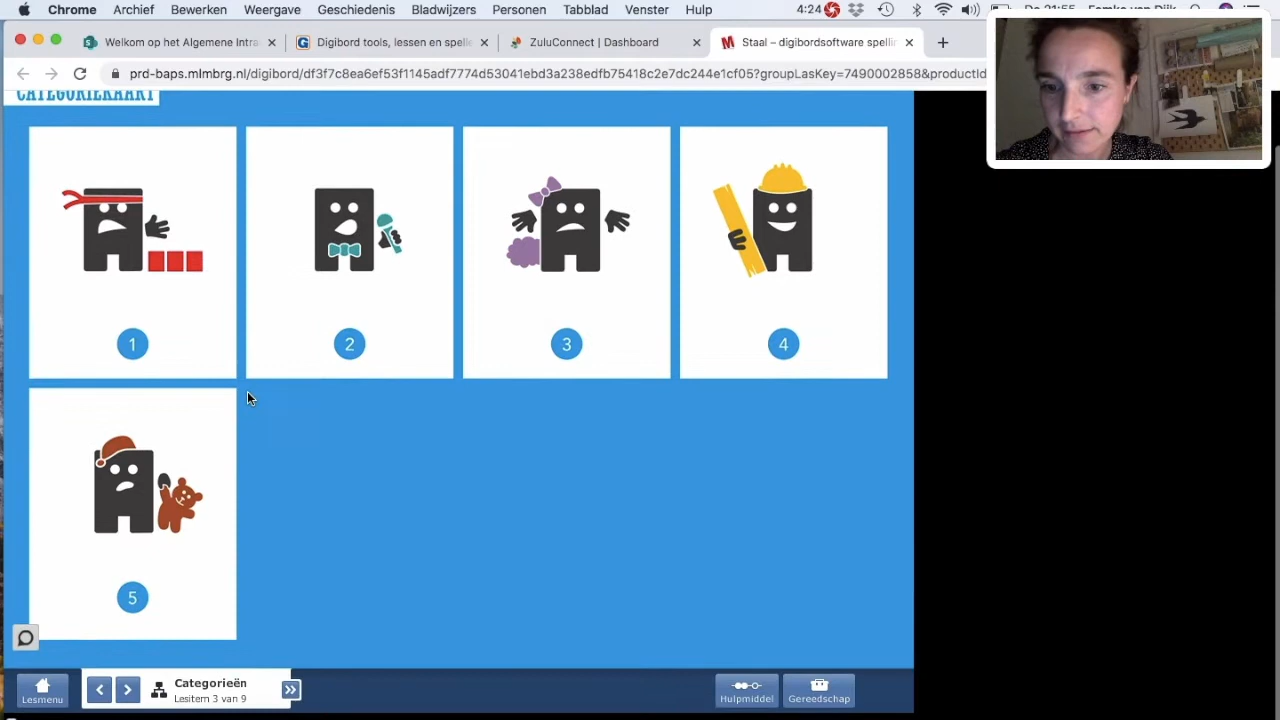 Chrome Archief Bewerken Weergave Geschiedenis Bladwijzers Personen Tabblad Venster Hulp 4:24
Welkom op het Algemene Intra
Digibord tools, lessen en spelle
ZuluConnect | Dashboard
Staal – digibordsoftware spellin
prd-baps.mlmbrg.nl/digibord/df3f7c8ea6ef53f1145adf7774d53041ebd3a238edfb75418c2e7dc244e1cf05?groupLasKey=7490002858&productId
CATEGORIEKAART
1
2
3
4
5
Lesmenu
Categorieën
Lesitem 3 van 9
Hulpmiddel
Gereedschap